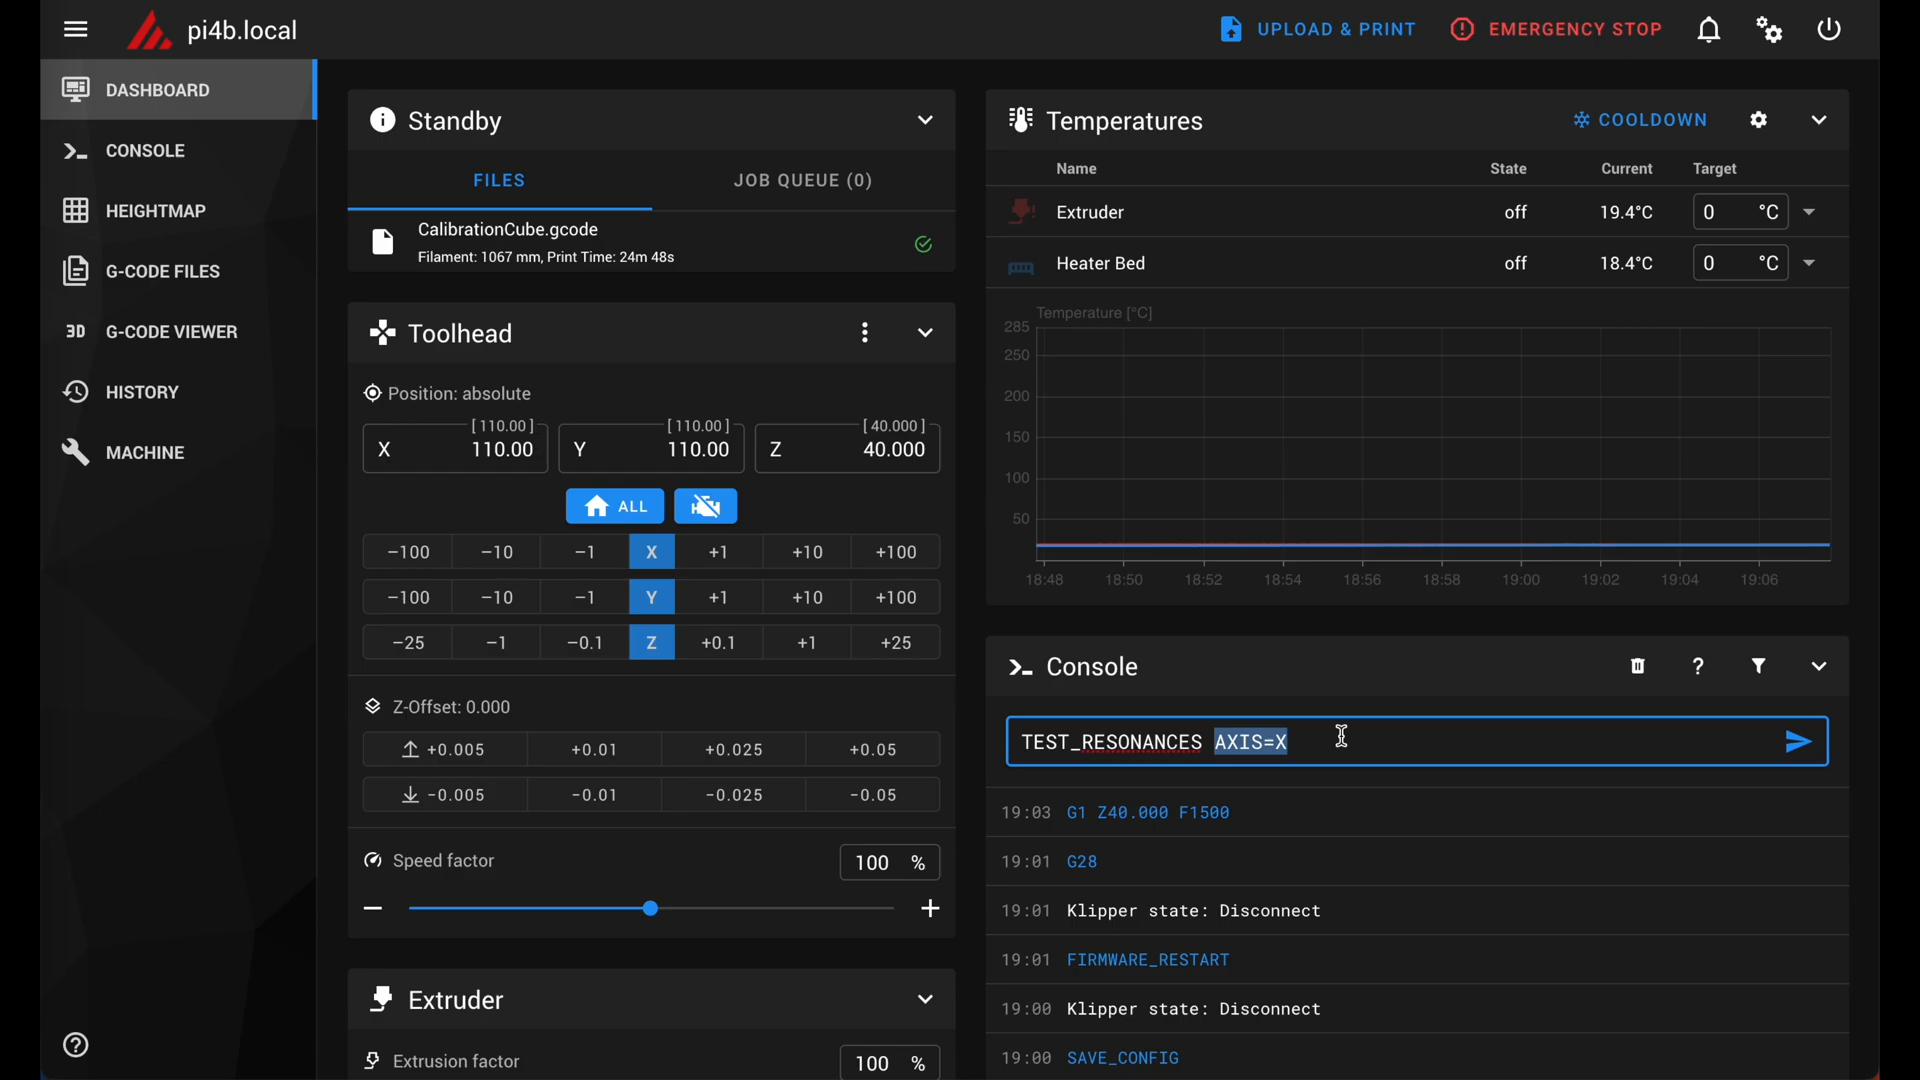 pi4b.local
UPLOAD & PRINT
EMERGENCY STOP
DASHBOARD
CONSOLE
HEIGHTMAP
G-CODE FILES
3D G-CODE VIEWER
HISTORY
MACHINE
Standby
FILES
JOB QUEUE (0)
CalibrationCube.gcode
Filament: 1067 mm, Print Time: 24m 48s
Toolhead
Position: absolute
[ 110.00 ] [ 110.00 ] [ 40.000 ]
X 110.00 Y 110.00 Z 40.000
ALL
−100 −10 −1 X +1 +10 +100
−100 −10 −1 Y +1 +10 +100
−25 −1 −0.1 Z +0.1 +1 +25
Z-Offset: 0.000
+0.005 +0.01 +0.025 +0.05
−0.005 −0.01 −0.025 −0.05
Speed factor 100 %
Extruder
Extrusion factor 100 %
Temperatures
COOLDOWN
Name State Current Target
Extruder off 19.4°C 0 °C
Heater Bed off 18.4°C 0 °C
Temperature [°C]
285
250
200
150
100
50
18:48 18:50 18:52 18:54 18:56 18:58 19:00 19:02 19:04 19:06
Console
?
TEST_RESONANCES AXIS=X
19:03 G1 Z40.000 F1500
19:01 G28
19:01 Klipper state: Disconnect
19:01 FIRMWARE_RESTART
19:00 Klipper state: Disconnect
19:00 SAVE_CONFIG